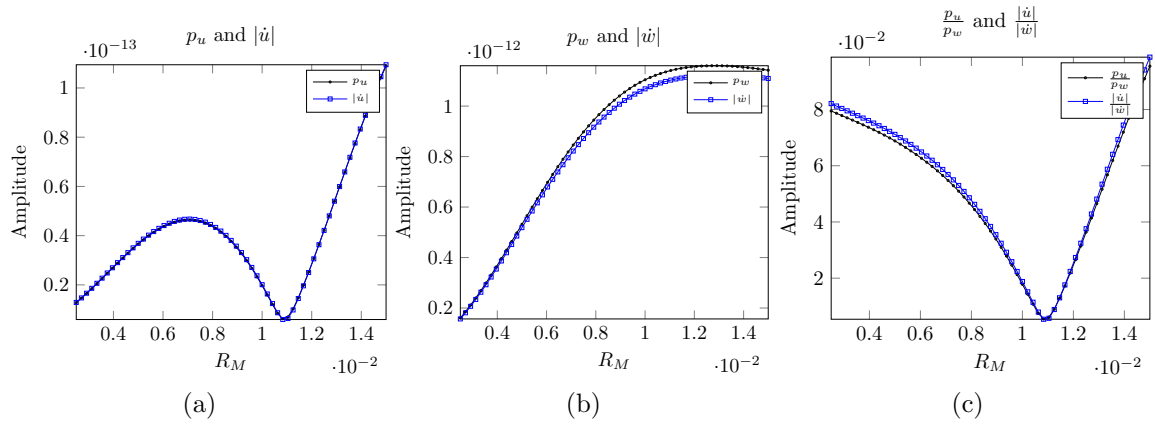 p_u and |u̇|
·10⁻¹³
1
0.8
0.6
0.4
0.2
Amplitude
p_u
|u̇|
0.4 0.6 0.8 1 1.2 1.4
·10⁻²
R_M
(a)
p_w and |ẇ|
·10⁻¹²
1
0.8
0.6
0.4
0.2
Amplitude
p_w
|ẇ|
0.4 0.6 0.8 1 1.2 1.4
·10⁻²
R_M
(b)
p_u/p_w and |u̇|/|ẇ|
·10⁻²
8
6
4
2
Amplitude
p_u/p_w
|u̇|/|ẇ|
0.4 0.6 0.8 1 1.2 1.4
·10⁻²
R_M
(c)